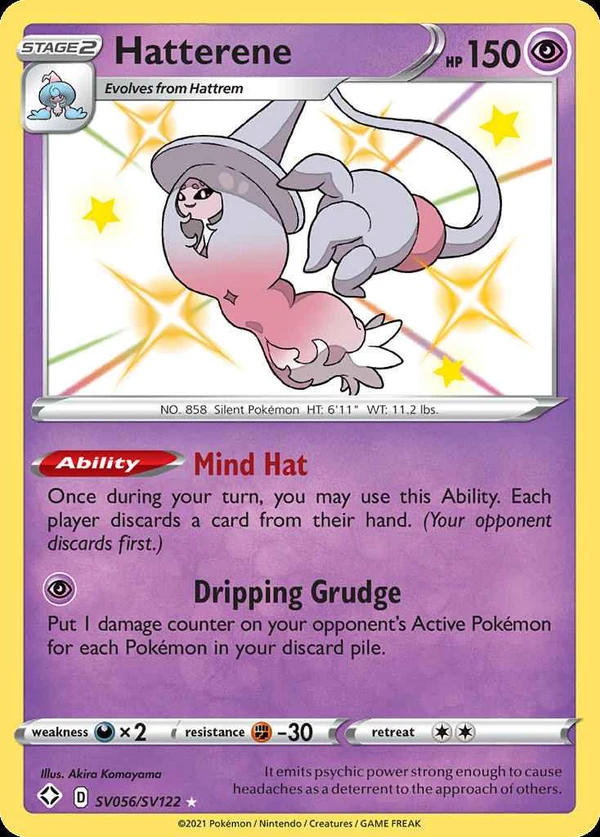 STAGE 2
Hatterene
HP 150
Evolves from Hattrem
NO. 858 Silent Pokémon HT: 6'11" WT: 11.2 lbs.
Ability Mind Hat
Once during your turn, you may use this Ability. Each
player discards a card from their hand. (Your opponent
discards first.)
Dripping Grudge
Put 1 damage counter on your opponent's Active Pokémon
for each Pokémon in your discard pile.
weakness ×2 resistance -30 retreat
Illus. Akira Komayama
It emits psychic power strong enough to cause
headaches as a deterrent to the approach of others.
D SV056/SV122
©2021 Pokémon / Nintendo / Creatures / GAME FREAK